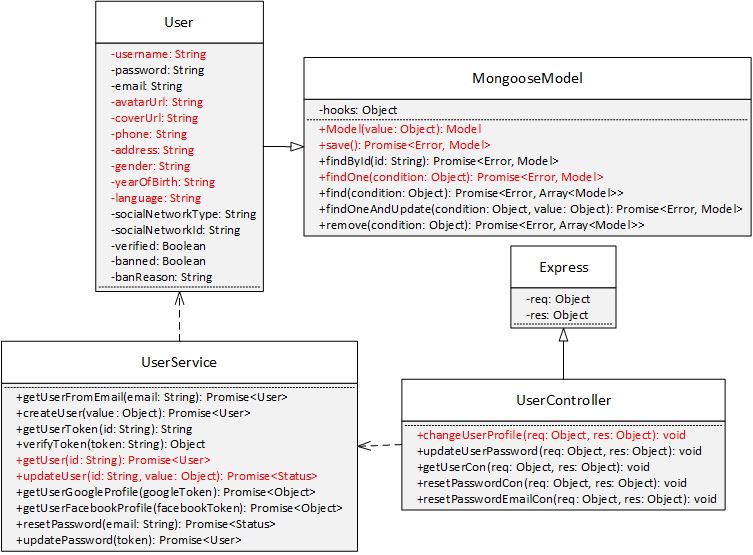 User
-username: String
-password: String
-email: String
-avatarUrl: String
-coverUrl: String
-phone: String
-address: String
-gender: String
-yearOfBirth: String
-language: String
-socialNetworkType: String
-socialNetworkId: String
-verified: Boolean
-banned: Boolean
-banReason: String
MongooseModel
-hooks: Object
+Model(value: Object): Model
+save(): Promise<Error, Model>
+findById(id: String): Promise<Error, Model>
+findOne(condition: Object): Promise<Error, Model>
+find(condition: Object): Promise<Error, Array<Model>>
+findOneAndUpdate(condition: Object, value: Object): Promise<Error, Model>
+remove(condition: Object): Promise<Error, Array<Model>>
Express
-req: Object
-res: Object
UserService
+getUserFromEmail(email: String): Promise<User>
+createUser(value: Object): Promise<User>
+getUserToken(id: String): String
+verifyToken(token: String): Object
+getUser(id: String): Promise<User>
+updateUser(id: String, value: Object): Promise<Status>
+getUserGoogleProfile(googleToken): Promise<Object>
+getUserFacebookProfile(facebookToken): Promise<Object>
+resetPassword(email: String): Promise<Status>
+updatePassword(token): Promise<User>
UserController
+changeUserProfile(req: Object, res: Object): void
+updateUserPassword(req: Object, res: Object): void
+getUserCon(req: Object, res: Object): void
+resetPasswordCon(req: Object, res: Object): void
+resetPasswordEmailCon(req: Object, res: Object): void